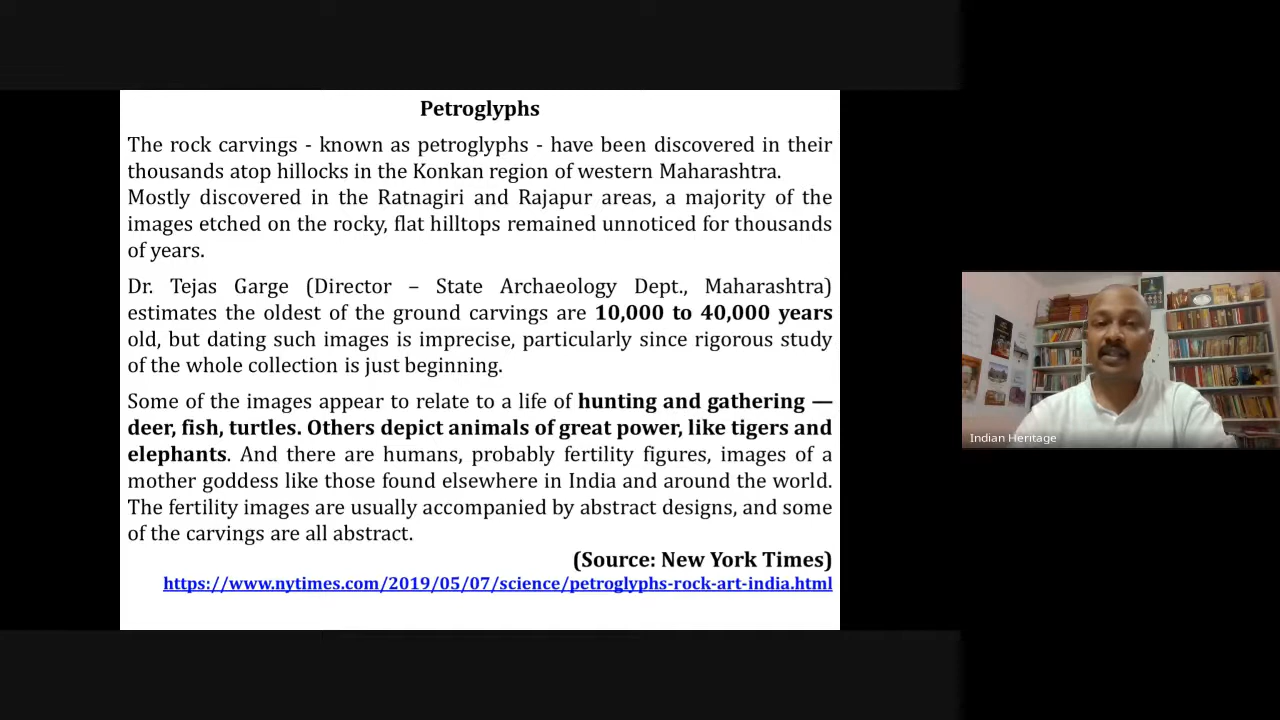 Petroglyphs
The rock carvings - known as petroglyphs - have been discovered in their
thousands atop hillocks in the Konkan region of western Maharashtra.
Mostly discovered in the Ratnagiri and Rajapur areas, a majority of the
images etched on the rocky, flat hilltops remained unnoticed for thousands
of years.
Dr. Tejas Garge (Director – State Archaeology Dept., Maharashtra)
estimates the oldest of the ground carvings are 10,000 to 40,000 years
old, but dating such images is imprecise, particularly since rigorous study
of the whole collection is just beginning.
Some of the images appear to relate to a life of hunting and gathering —
deer, fish, turtles. Others depict animals of great power, like tigers and
elephants. And there are humans, probably fertility figures, images of a
mother goddess like those found elsewhere in India and around the world.
The fertility images are usually accompanied by abstract designs, and some
of the carvings are all abstract.
(Source: New York Times)
https://www.nytimes.com/2019/05/07/science/petroglyphs-rock-art-india.html
Indian Heritage